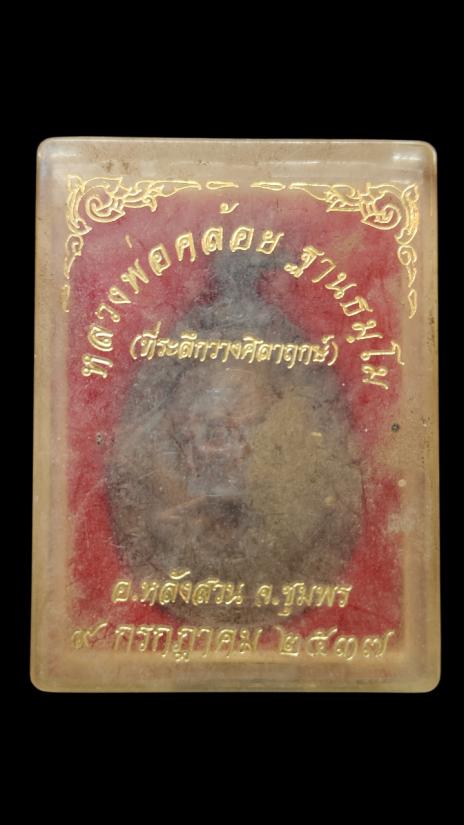 หลวงพ่อคล้อย ฐานธมฺโม
(ที่ระลึกวางศิลาฤกษ์)
อ.หลังสวน จ.ชุมพร
๙ กรกฎาคม ๒๕๓๗